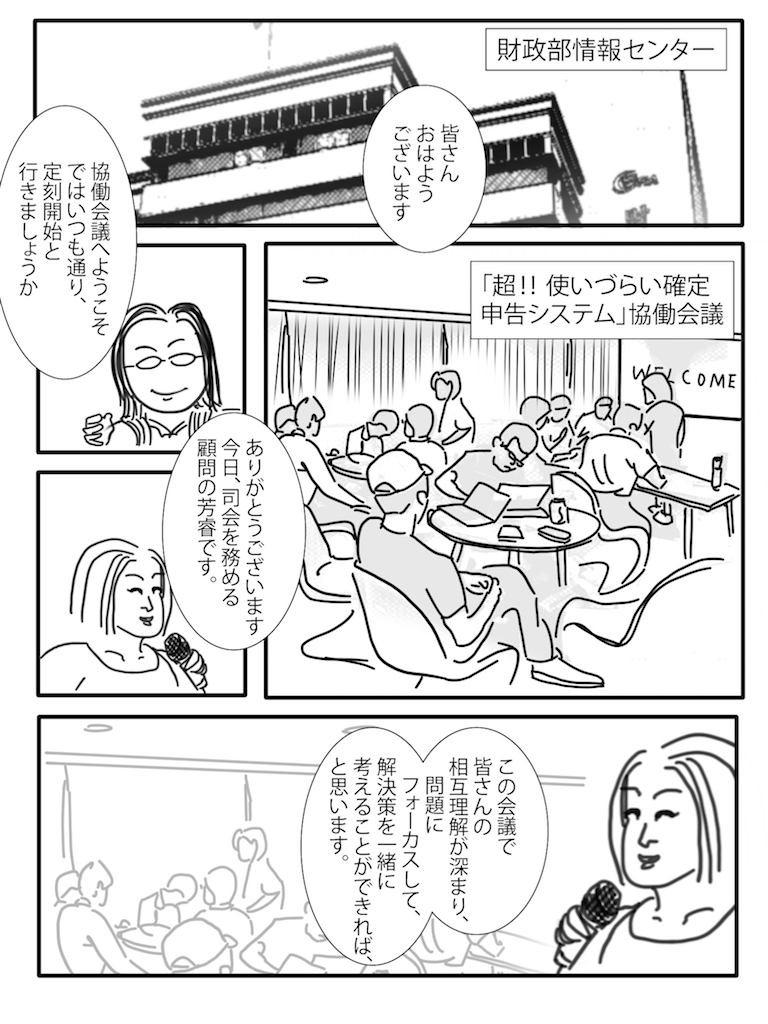 財政部情報センター
皆さん
おはよう
ございます
協働会議へようこそ
ではいつも通り、
定刻開始と
行きましょうか
「超!! 使いづらい確定
申告システム」協働会議
WELCOME
ありがとうございます
今日、司会を務める
顧問の芳睿です。
この会議で
皆さんの
相互理解が深まり、
問題に
フォーカスして、
解決策を一緒に
考えることができれば、
と思います。